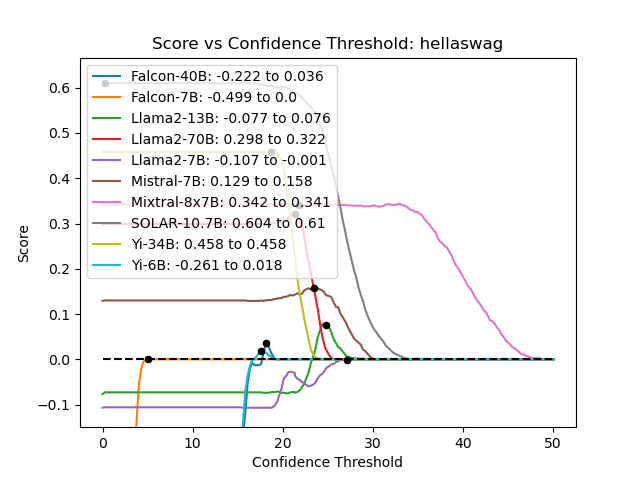 Score vs Confidence Threshold: hellaswag
Score
0.6
0.5
0.4
0.3
0.2
0.1
0.0
−0.1
Falcon-40B: -0.222 to 0.036
Falcon-7B: -0.499 to 0.0
Llama2-13B: -0.077 to 0.076
Llama2-70B: 0.298 to 0.322
Llama2-7B: -0.107 to -0.001
Mistral-7B: 0.129 to 0.158
Mixtral-8x7B: 0.342 to 0.341
SOLAR-10.7B: 0.604 to 0.61
Yi-34B: 0.458 to 0.458
Yi-6B: -0.261 to 0.018
0 10 20 30 40 50
Confidence Threshold